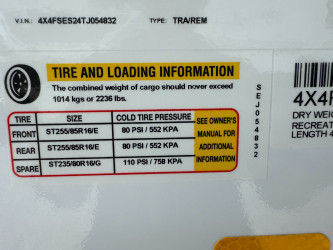 V.I.N.: 4X4FSES24TJ054832 TYPE: TRA/REM
TIRE AND LOADING INFORMATION
The combined weight of cargo should never exceed
1014 kgs or 2236 lbs.
TIRE SIZE COLD TIRE PRESSURE SEE OWNER'S
MANUAL FOR
ADDITIONAL
INFORMATION
FRONT ST255/85R16/E 80 PSI / 552 KPA
REAR ST255/85R16/E 80 PSI / 552 KPA
SPARE ST235/80R16/G 110 PSI / 758 KPA
SEJ054832
4X4F
DRY WEI
RECREAT
LENGTH 4